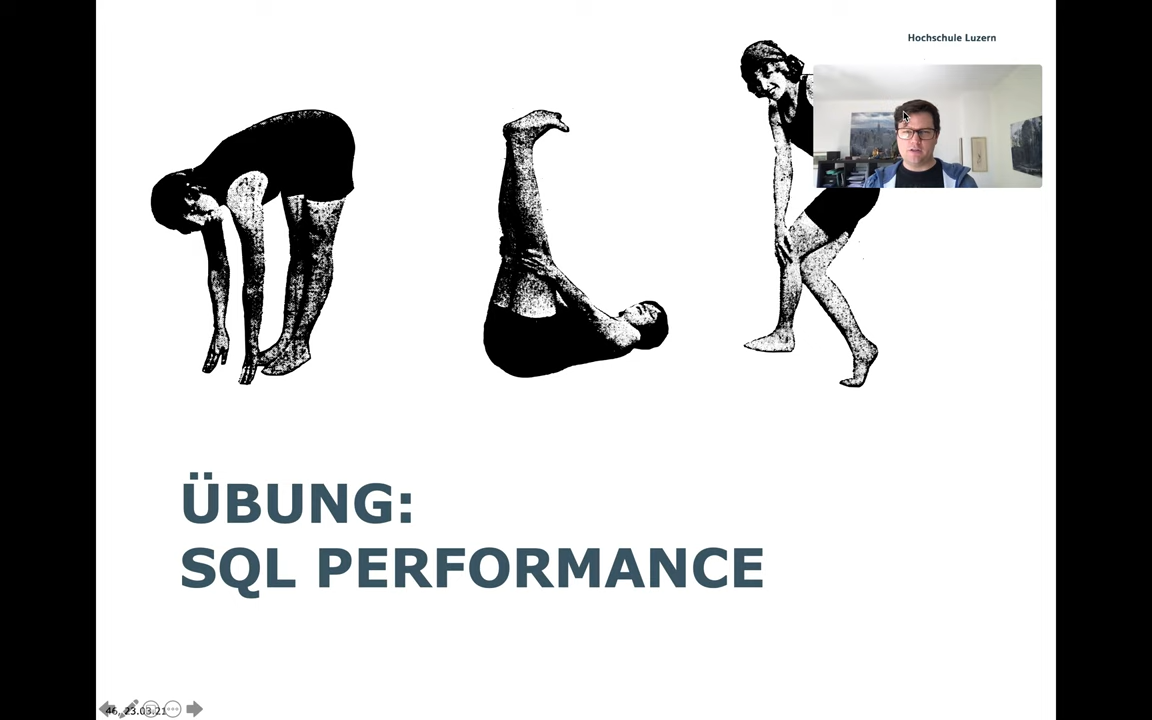 Hochschule Luzern
ÜBUNG:
SQL PERFORMANCE
46, 23.03.21